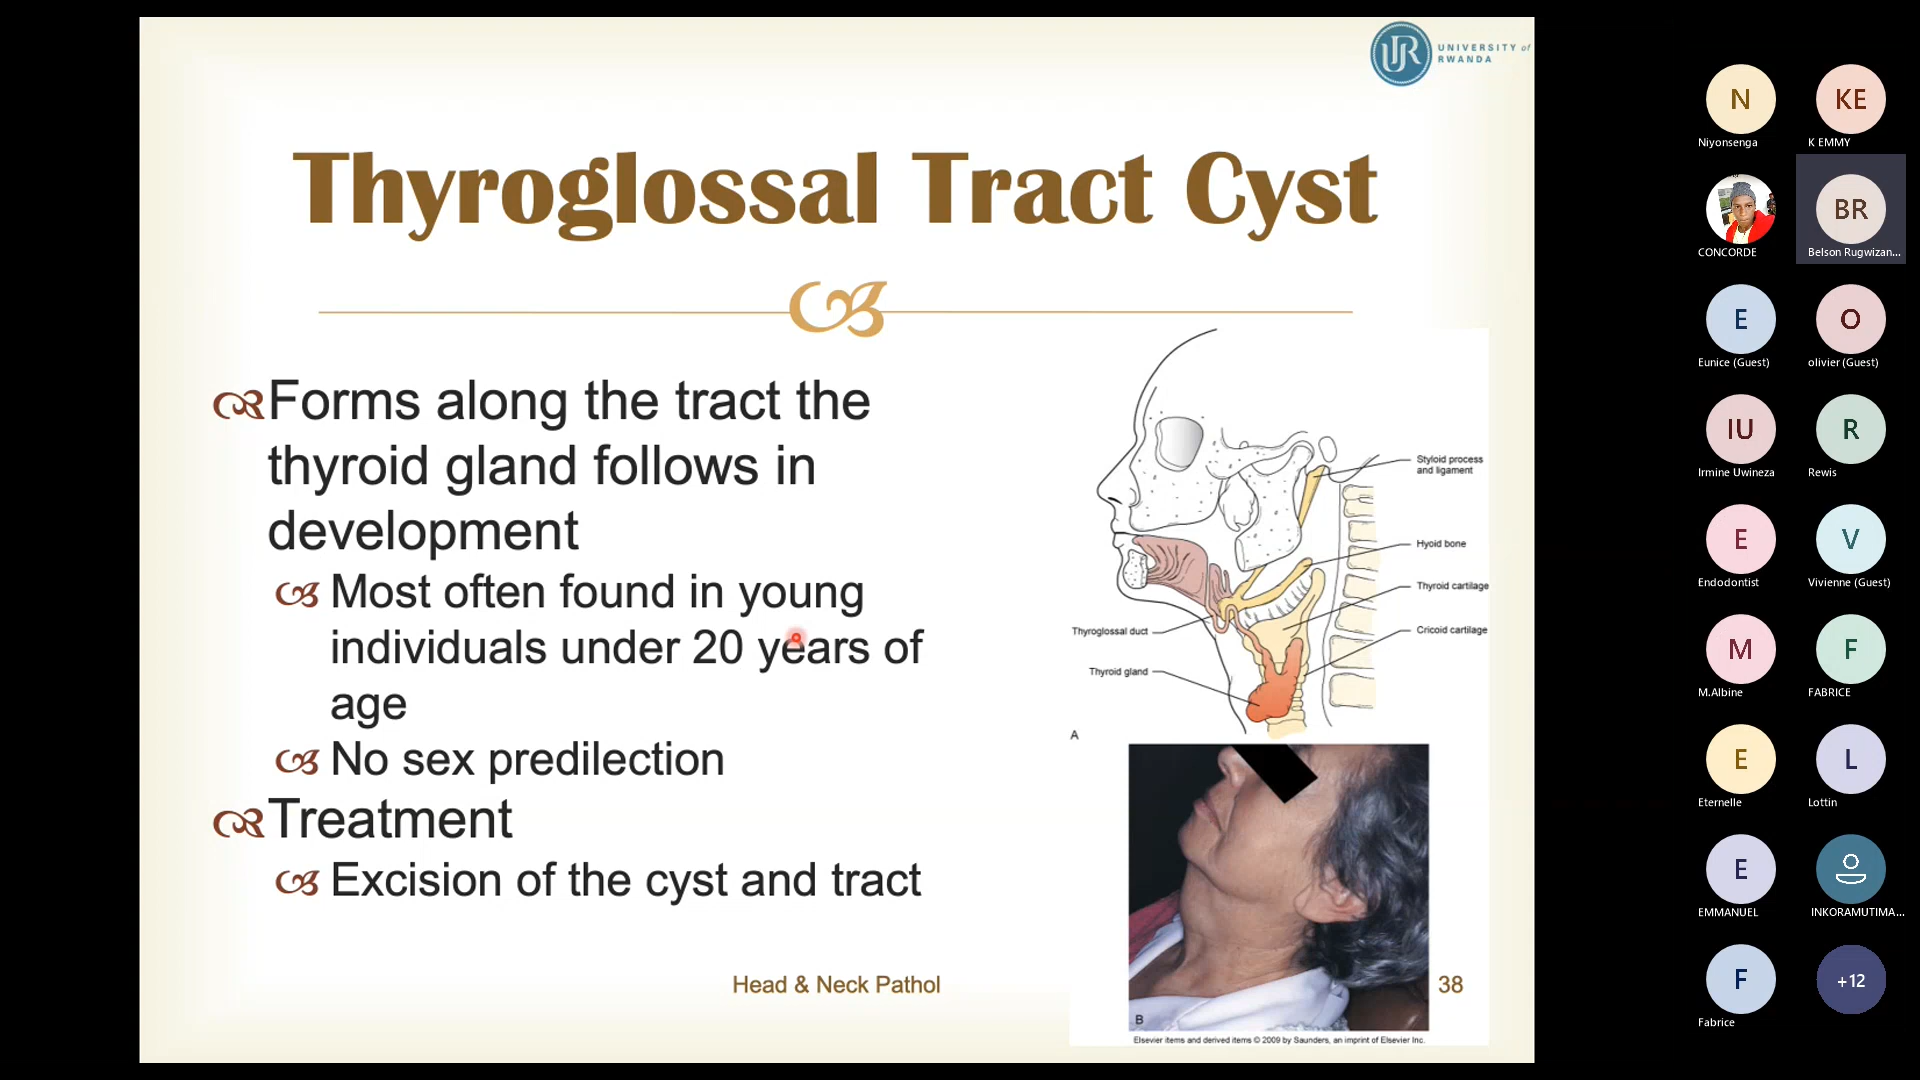 UNIVERSITY of
RWANDA
Thyroglossal Tract Cyst
Forms along the tract the
thyroid gland follows in
development
Most often found in young
individuals under 20 years of
age
No sex predilection
Treatment
Excision of the cyst and tract
Styloid process
and ligament
Hyoid bone
Thyroid cartilage
Cricoid cartilage
Thyroglossal duct
Thyroid gland
A
B
Elsevier items and derived items © 2009 by Saunders, an imprint of Elsevier Inc.
Head & Neck Pathol
38
N
Niyonsenga
KE
K EMMY
CONCORDE
BR
Belson Rugwizan...
E
Eunice (Guest)
O
olivier (Guest)
IU
Irmine Uwineza
R
Rewis
E
Endodontist
V
Vivienne (Guest)
M
M.Albine
F
FABRICE
E
Eternelle
L
Lottin
E
EMMANUEL
INKORAMUTIMA...
F
Fabrice
+12